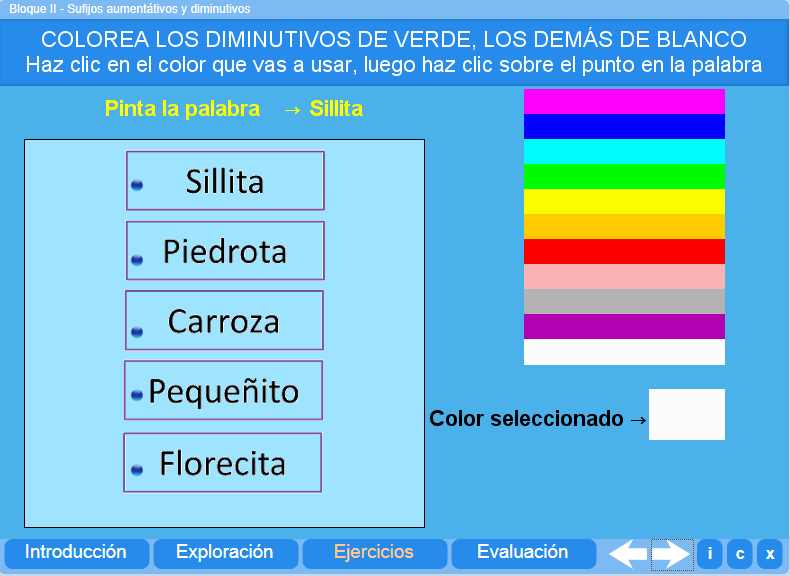 Bloque II - Sufijos aumentátivos y diminutivos
COLOREA LOS DIMINUTIVOS DE VERDE, LOS DEMÁS DE BLANCO
Haz clic en el color que vas a usar, luego haz clic sobre el punto en la palabra
Pinta la palabra → Sillita
Sillita
Piedrota
Carroza
Pequeñito
Florecita
Color seleccionado →
Introducción Exploración Ejercicios Evaluación i c x